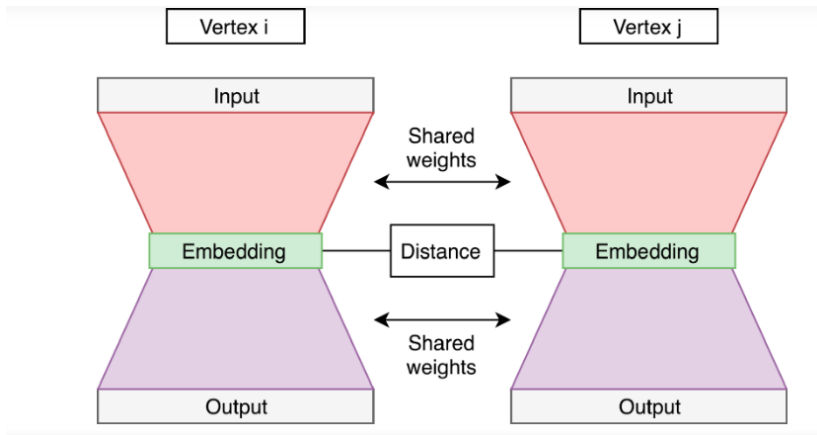 Vertex i
Vertex j
Input
Input
Shared
weights
Embedding
Distance
Embedding
Shared
weights
Output
Output